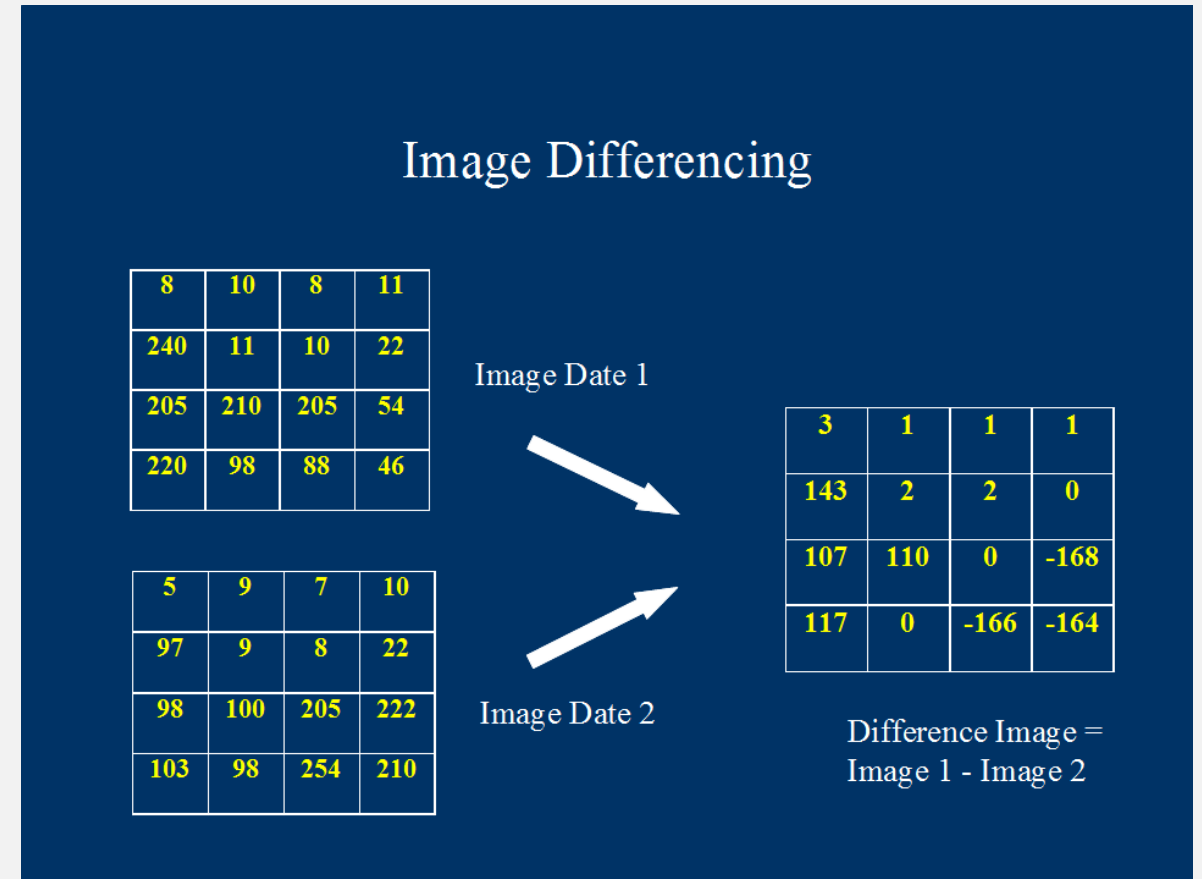 Image Differencing
8 10 8 11
240 11 10 22
205 210 205 54
220 98 88 46
Image Date 1
5 9 7 10
97 9 8 22
98 100 205 222
103 98 254 210
Image Date 2
3 1 1 1
143 2 2 0
107 110 0 -168
117 0 -166 -164
Difference Image =
Image 1 - Image 2